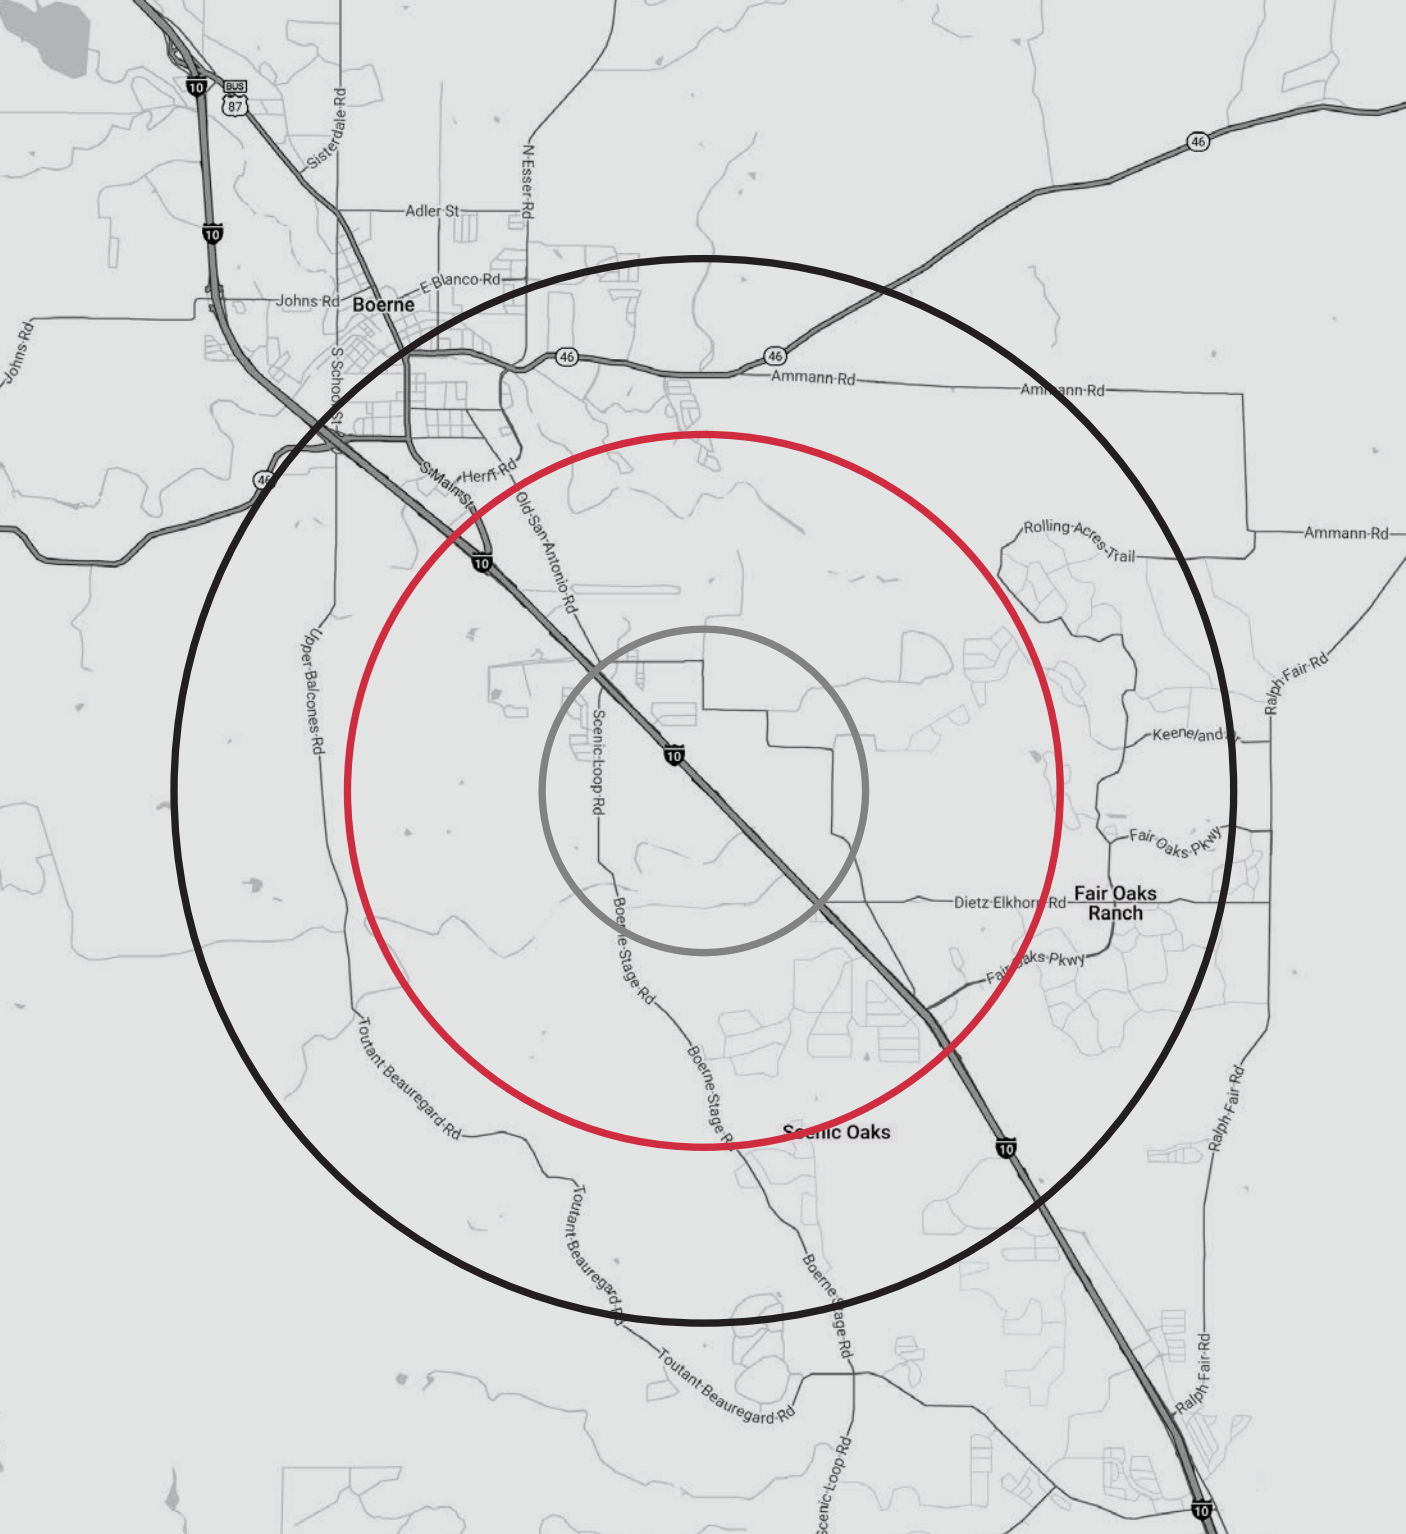 10
BUS
87
Sisterdale Rd
46
N Esser Rd
Adler St
10
E Blanco Rd
Johns Rd
Boerne
Johns Rd
S School St
46
46
Ammann Rd
Ammann Rd
46
S Main St
Herff Rd
Old San Antonio Rd
10
Rolling Acres Trail
Ammann Rd
Upper Balcones Rd
Ralph Fair Rd
Scenic Loop Rd
10
Keeneland Dr
Fair Oaks Pkwy
Fair Oaks
Ranch
Dietz Elkhorn Rd
Boerne Stage Rd
Fair Oaks Pkwy
Toutant Beauregard Rd
Boerne Stage Rd
Ralph Fair Rd
Scenic Oaks
10
Toutant Beauregard Rd
Boerne Stage Rd
Toutant Beauregard Rd
Ralph Fair Rd
Scenic Loop Rd
10